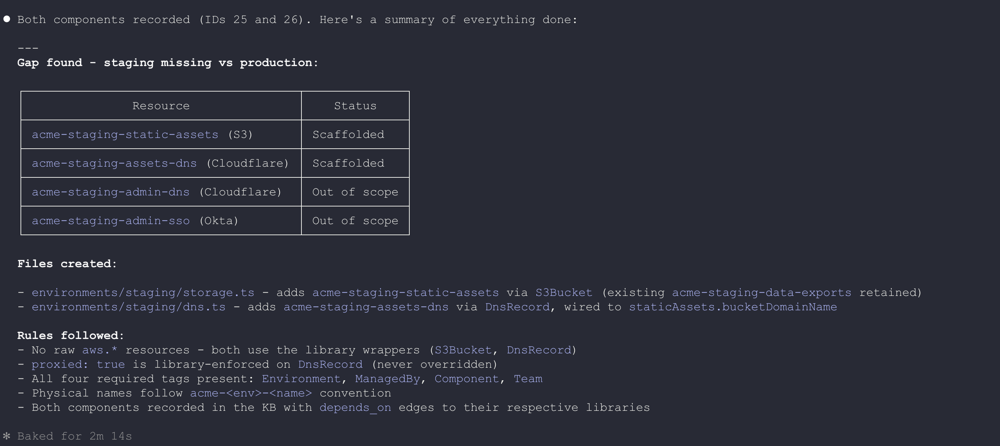 ● Both components recorded (IDs 25 and 26). Here's a summary of everything done:
---
Gap found - staging missing vs production:
Resource Status
acme-staging-static-assets (S3) Scaffolded
acme-staging-assets-dns (Cloudflare) Scaffolded
acme-staging-admin-dns (Cloudflare) Out of scope
acme-staging-admin-sso (Okta) Out of scope
Files created:
- environments/staging/storage.ts - adds acme-staging-static-assets via S3Bucket (existing acme-staging-data-exports retained)
- environments/staging/dns.ts - adds acme-staging-assets-dns via DnsRecord, wired to staticAssets.bucketDomainName
Rules followed:
- No raw aws.* resources - both use the library wrappers (S3Bucket, DnsRecord)
- proxied: true is library-enforced on DnsRecord (never overridden)
- All four required tags present: Environment, ManagedBy, Component, Team
- Physical names follow acme-<env>-<name> convention
- Both components recorded in the KB with depends_on edges to their respective libraries
✻ Baked for 2m 14s